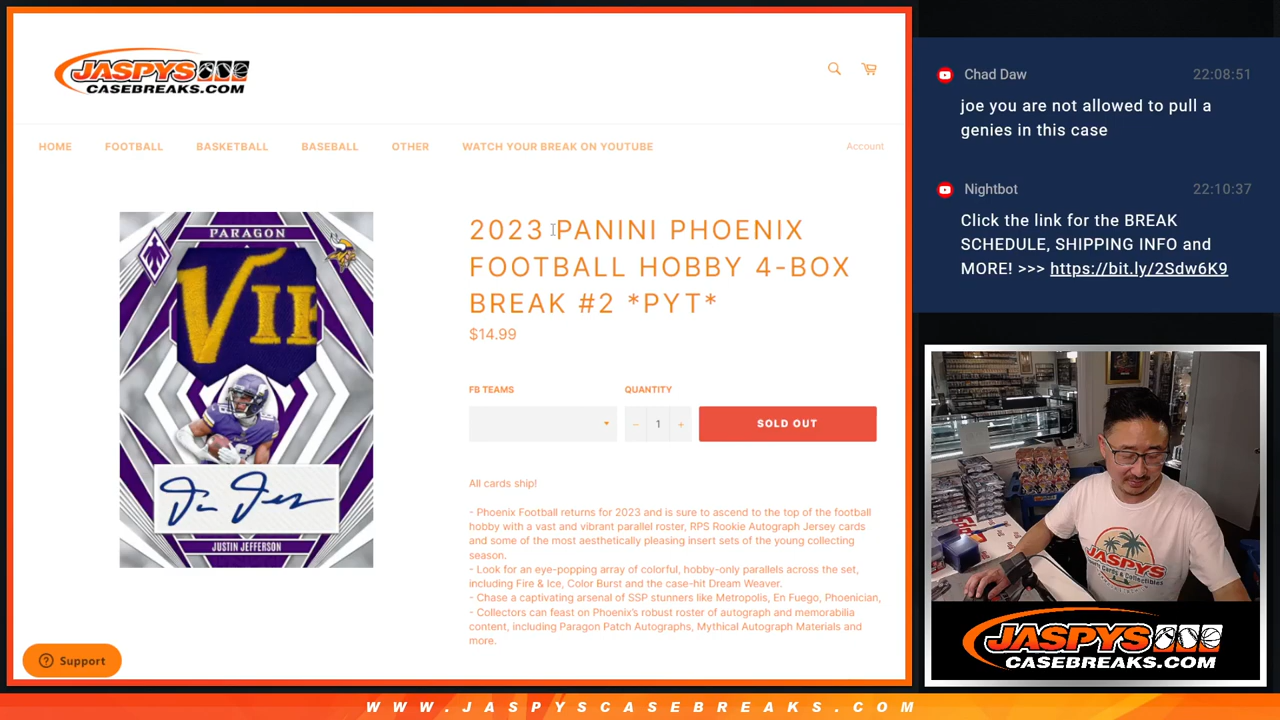 JASPYS
CASEBREAKS.COM
HOME FOOTBALL BASKETBALL BASEBALL OTHER WATCH YOUR BREAK ON YOUTUBE Account
PARAGON
VII
JUSTIN JEFFERSON
2023 PANINI PHOENIX
FOOTBALL HOBBY 4-BOX
BREAK #2 *PYT*
$14.99
FB TEAMS QUANTITY
− 1 + SOLD OUT
All cards ship!
- Phoenix Football returns for 2023 and is sure to ascend to the top of the football
hobby with a vast and vibrant parallel roster, RPS Rookie Autograph Jersey cards
and some of the most aesthetically pleasing insert sets of the young collecting
season.
- Look for an eye-popping array of colorful, hobby-only parallels across the set,
including Fire & Ice, Color Burst and the case-hit Dream Weaver.
- Chase a captivating arsenal of SSP stunners like Metropolis, En Fuego, Phoenician,
- Collectors can feast on Phoenix's robust roster of autograph and memorabilia
content, including Paragon Patch Autographs, Mythical Autograph Materials and
more.
Support
Chad Daw 22:08:51
joe you are not allowed to pull a
genies in this case
Nightbot 22:10:37
Click the link for the BREAK
SCHEDULE, SHIPPING INFO and
MORE! >>> https://bit.ly/2Sdw6K9
JASPYS
JASPYS
CASEBREAKS.COM
WWW.JASPYSCASEBREAKS.COM